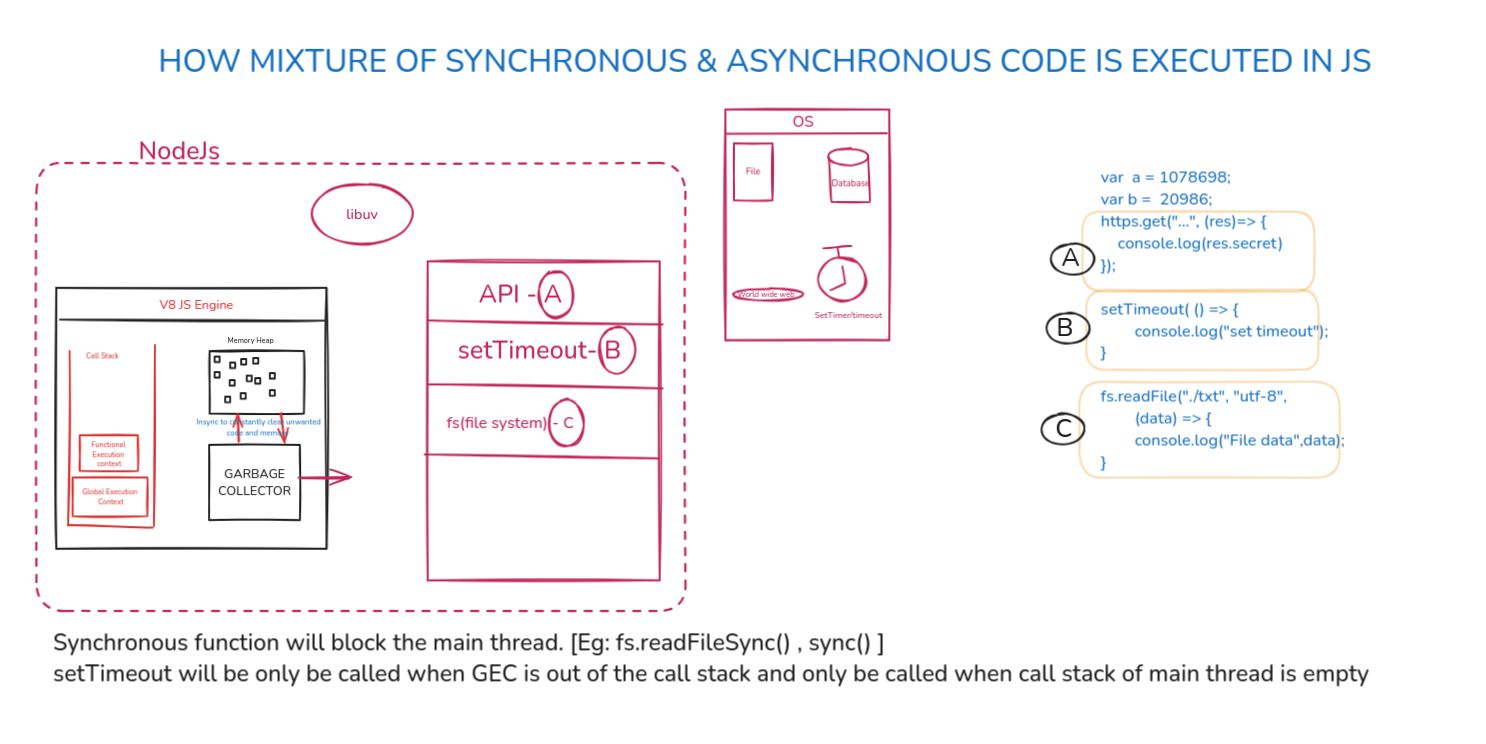 HOW MIXTURE OF SYNCHRONOUS & ASYNCHRONOUS CODE IS EXECUTED IN JS
NodeJs
libuv
V8 JS Engine
Call Stack
Functional
Execution
context
Global Execution
Context
Memory Heap
Insync to constantly clear unwanted
code and memory
GARBAGE
COLLECTOR
API - A
setTimeout- B
fs(file system) - C
OS
File
Database
World wide web
SetTimer/timeout
var a = 1078698;
var b = 20986;
A
https.get("...", (res)=> {
console.log(res.secret)
});
B
setTimeout( () => {
console.log("set timeout");
}
C
fs.readFile("./txt", "utf-8",
(data) => {
console.log("File data",data);
}
Synchronous function will block the main thread. [Eg: fs.readFileSync() , sync() ]
setTimeout will be only be called when GEC is out of the call stack and only be called when call stack of main thread is empty